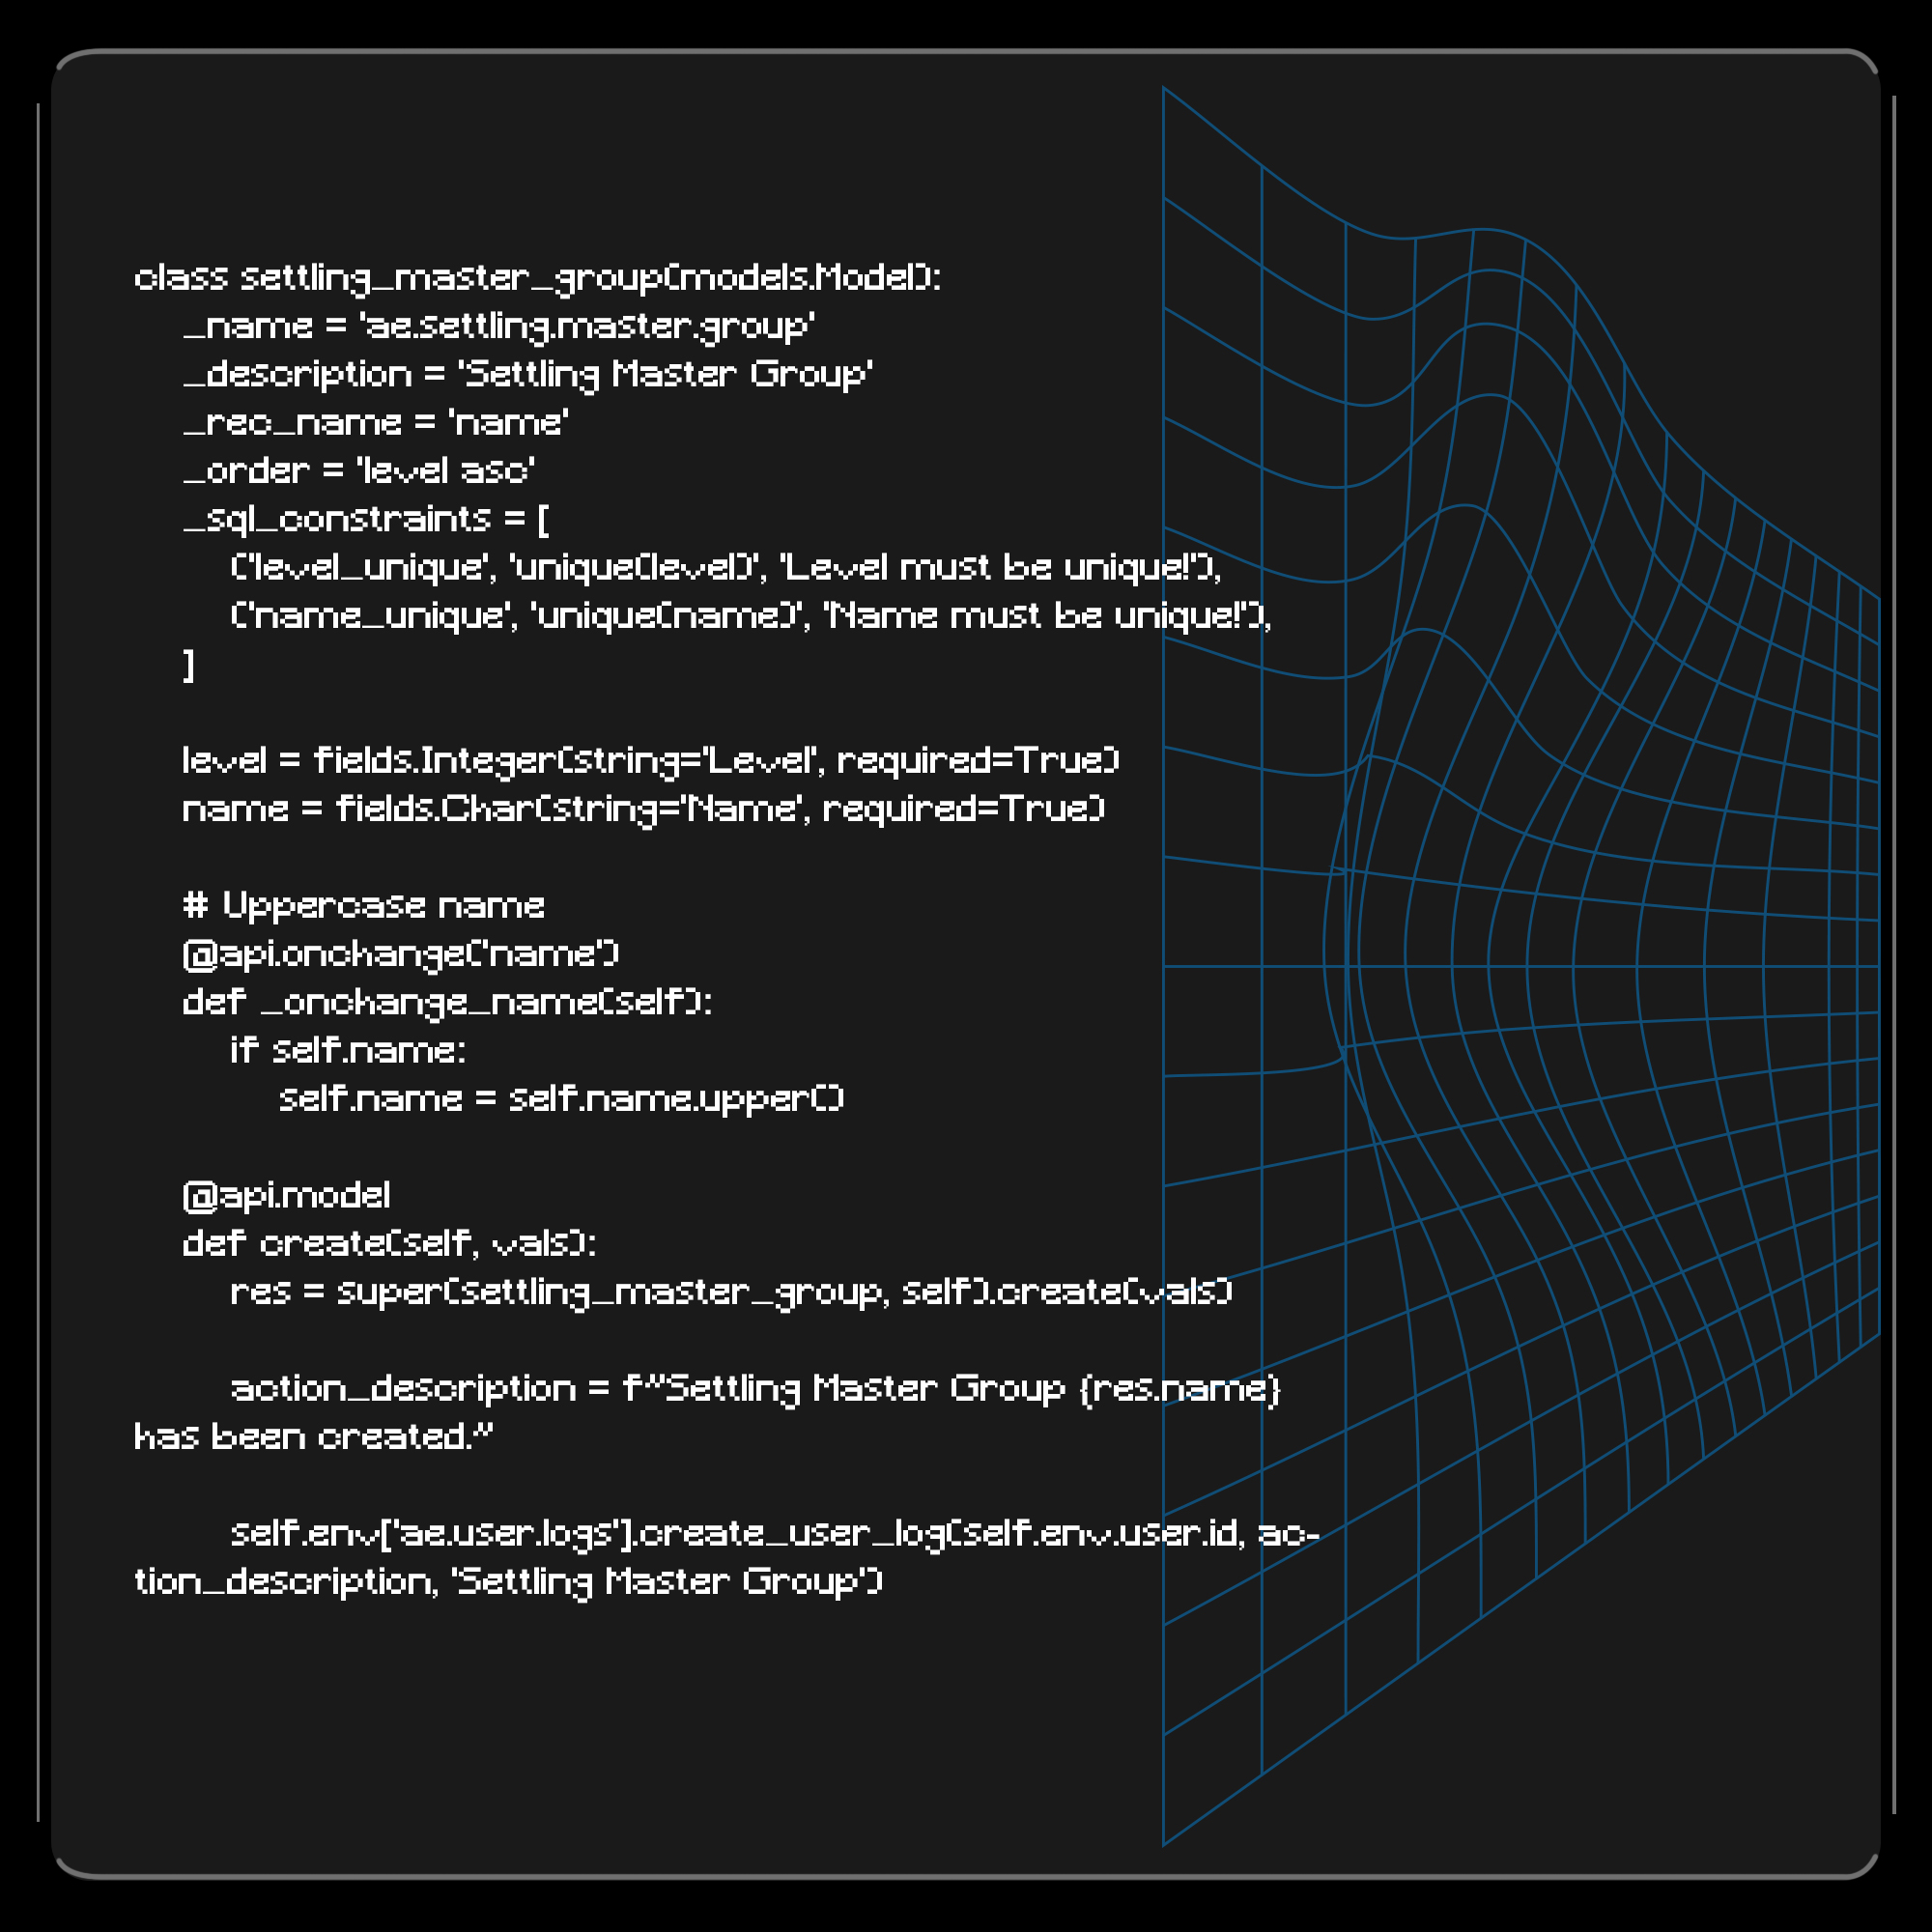 class settling_master_group(models.Model):
    _name = 'ae.settling.master.group'
    _description = 'Settling Master Group'
    _rec_name = 'name'
    _order = 'level asc'
    _sql_constraints = [
        ('level_unique', 'unique(level)', 'Level must be unique!'),
        ('name_unique', 'unique(name)', 'Name must be unique!'),
    ]

    level = fields.Integer(string='Level', required=True)
    name = fields.Char(string='Name', required=True)

    # Uppercase name
    @api.onchange('name')
    def _onchange_name(self):
        if self.name:
            self.name = self.name.upper()

    @api.model
    def create(self, vals):
        res = super(settling_master_group, self).create(vals)

        action_description = f"Settling Master Group {res.name}
has been created."

        self.env['ae.user.logs'].create_user_log(self.env.user.id, ac-
tion_description, 'Settling Master Group')